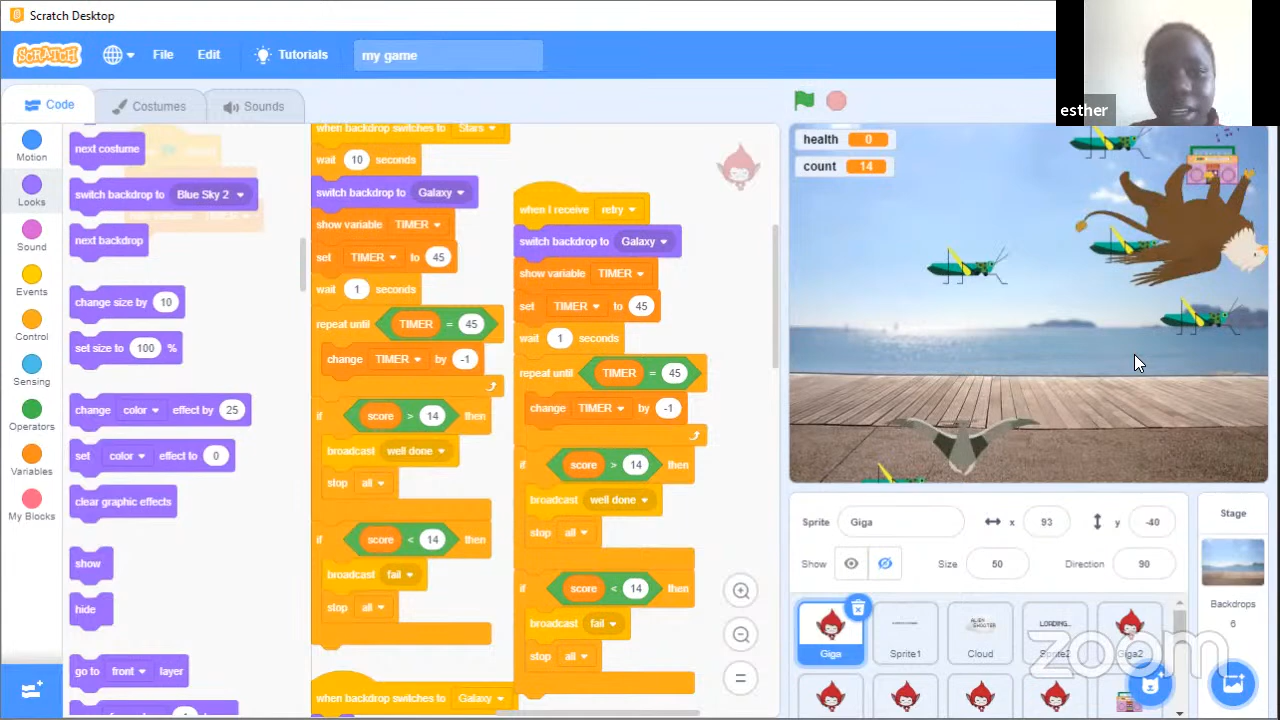 Scratch Desktop
SCRATCH File Edit Tutorials my game
esther
Code Costumes Sounds
Motion
Looks
Sound
Events
Control
Sensing
Operators
Variables
My Blocks
next costume
switch backdrop to Blue Sky 2
next backdrop
change size by 10
set size to 100 %
change color effect by 25
set color effect to 0
clear graphic effects
show
hide
go to front layer
when backdrop switches to Stars
wait 10 seconds
switch backdrop to Galaxy
show variable TIMER
set TIMER to 45
wait 1 seconds
repeat until TIMER = 45
change TIMER by -1
if score > 14 then
broadcast well done
stop all
if score < 14 then
broadcast fail
stop all
when backdrop switches to Galaxy
when I receive retry
switch backdrop to Galaxy
show variable TIMER
set TIMER to 45
wait 1 seconds
repeat until TIMER = 45
change TIMER by -1
if score > 14 then
broadcast well done
stop all
if score < 14 then
broadcast fail
stop all
health 0
count 14
Sprite Giga x 93 y -40
Show Size 50 Direction 90
Giga
Sprite1
ALIEN SHOOTER
Cloud
LOADING...
Sprite2
Giga2
Stage
Backdrops
6
zoom